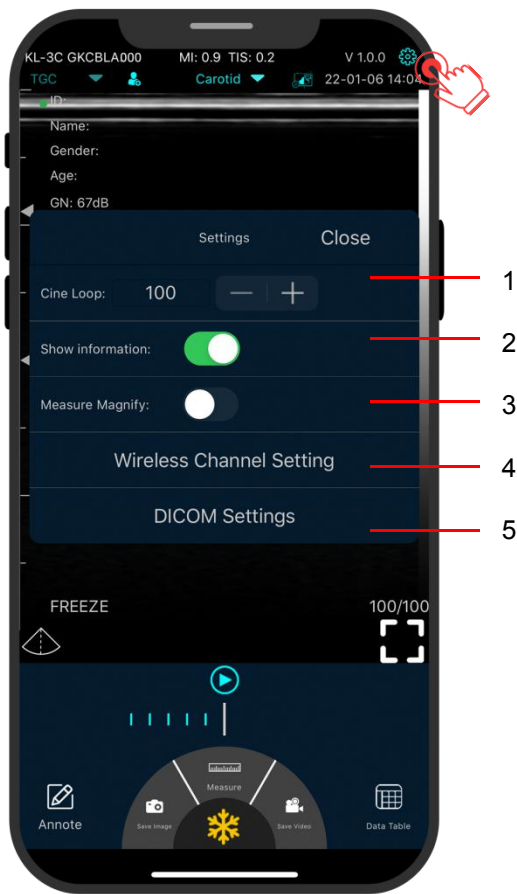 KL-3C GKCBLA000 MI: 0.9 TIS: 0.2 V 1.0.0
TGC Carotid 22-01-06 14:04
ID:
Name:
Gender:
Age:
GN: 67dB
Settings Close
Cine Loop: 100 — + 1
Show information: 2
Measure Magnify: 3
Wireless Channel Setting 4
DICOM Settings 5
FREEZE 100/100
Measure
Save Image Save Video
Annote Data Table